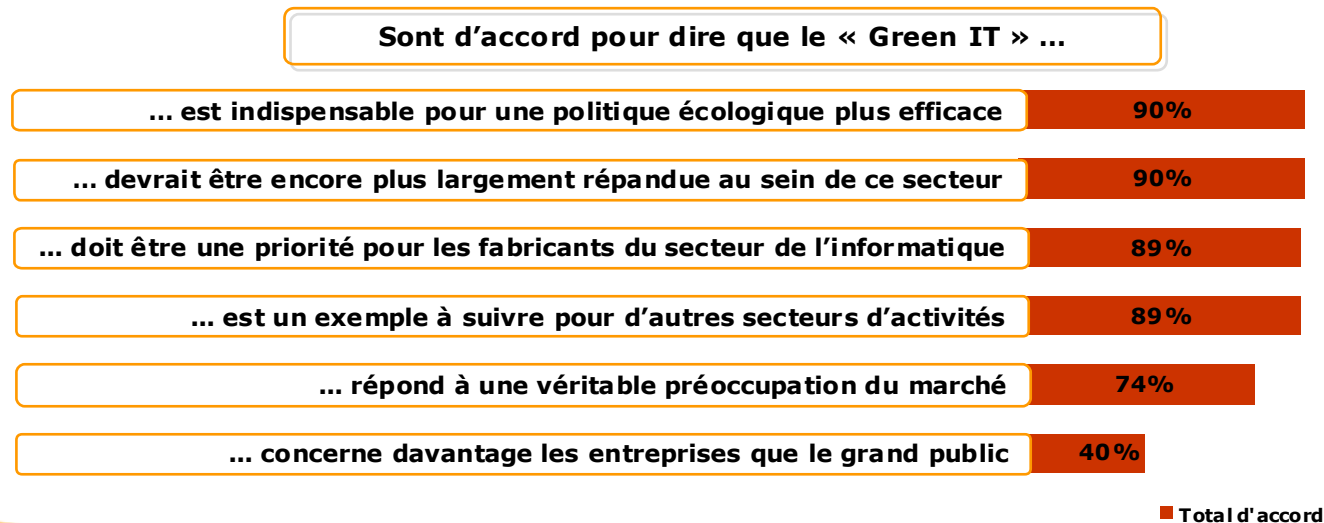 Sont d’accord pour dire que le « Green IT » …
… est indispensable pour une politique écologique plus efficace 90%
… devrait être encore plus largement répandue au sein de ce secteur 90%
… doit être une priorité pour les fabricants du secteur de l’informatique 89%
… est un exemple à suivre pour d’autres secteurs d’activités 89%
… répond à une véritable préoccupation du marché 74%
… concerne davantage les entreprises que le grand public 40%
Total d'accord